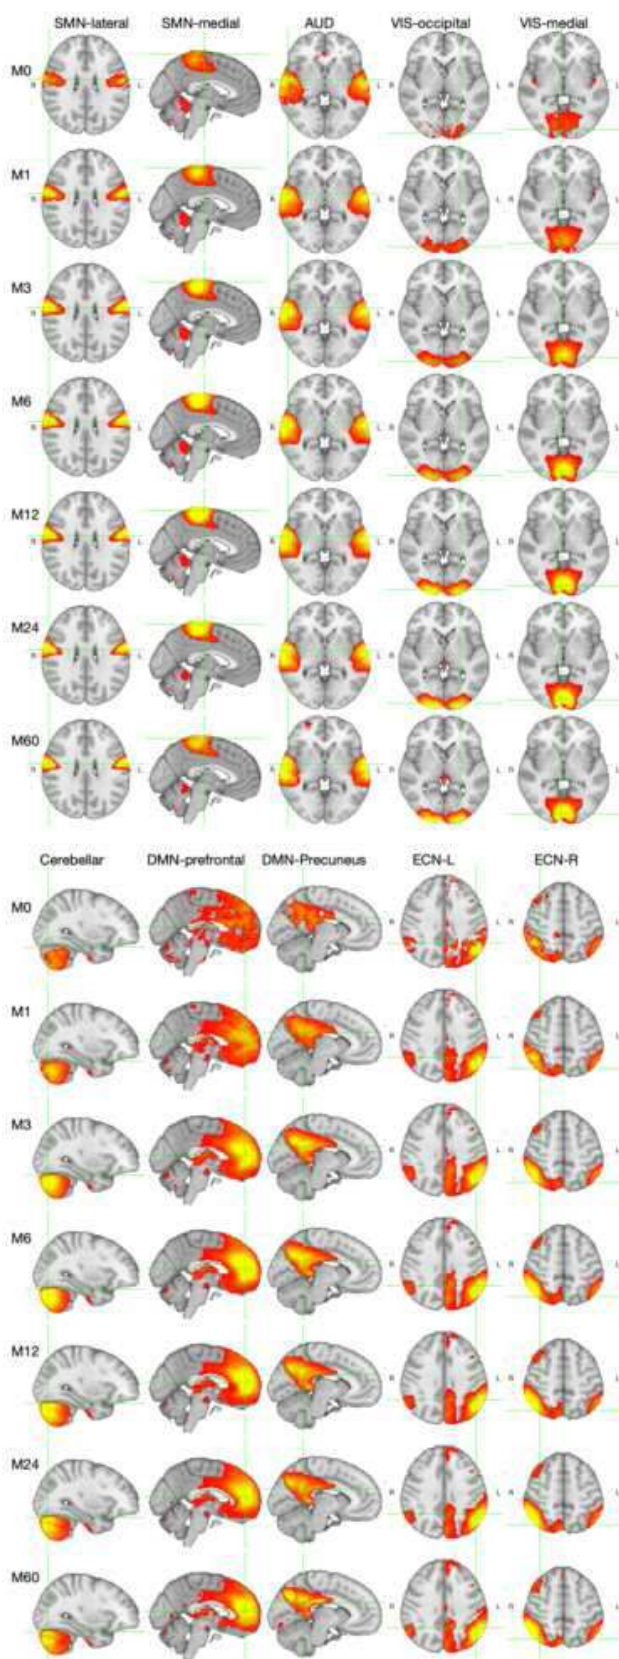 SMN-lateral SMN-medial AUD VIS-occipital VIS-medial
M0
R L R L R L R L
M1
R L R L R L R L
M3
R L R L R L R L
M6
R L R L R L R L
M12
R L R L R L R L
M24
R L R L R L R L
M60
R L R L R L R L
Cerebellar DMN-prefrontal DMN-Precuneus ECN-L ECN-R
M0
R L R L
M1
R L R L
M3
R L R L
M6
R L R L
M12
R L R L
M24
R L R L
M60
R L R L